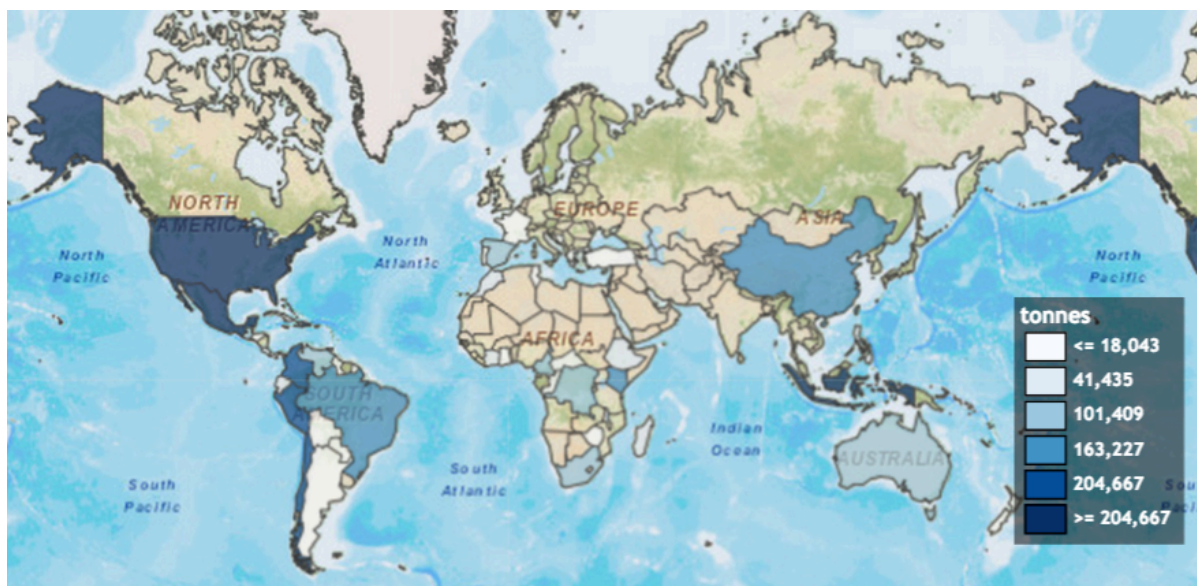 NORTH
AMERICA
North
Pacific
North
Atlantic
EUROPE
ASIA
North
Pacific
AFRICA
SOUTH
AMERICA
Indian
Ocean
AUSTRALIA
South
Pacific
South
Atlantic
tonnes
<= 18,043
41,435
101,409
163,227
204,667
>= 204,667